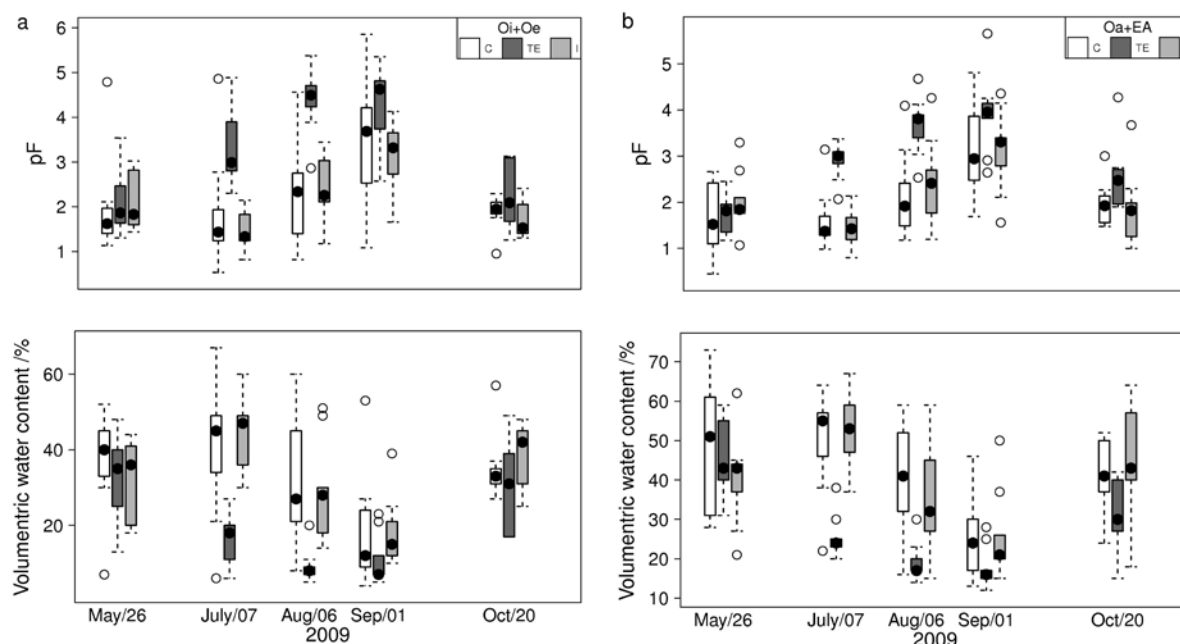 a
Oi+Oe
C TE I
pF
6
5
4
3
2
1
b
Oa+EA
C TE
pF
5
4
3
2
1
Volumentric water content /%
60
40
20
May/26 July/07 Aug/06 Sep/01 Oct/20
2009
Volumentric water content /%
70
60
50
40
30
20
10
May/26 July/07 Aug/06 Sep/01 Oct/20
2009